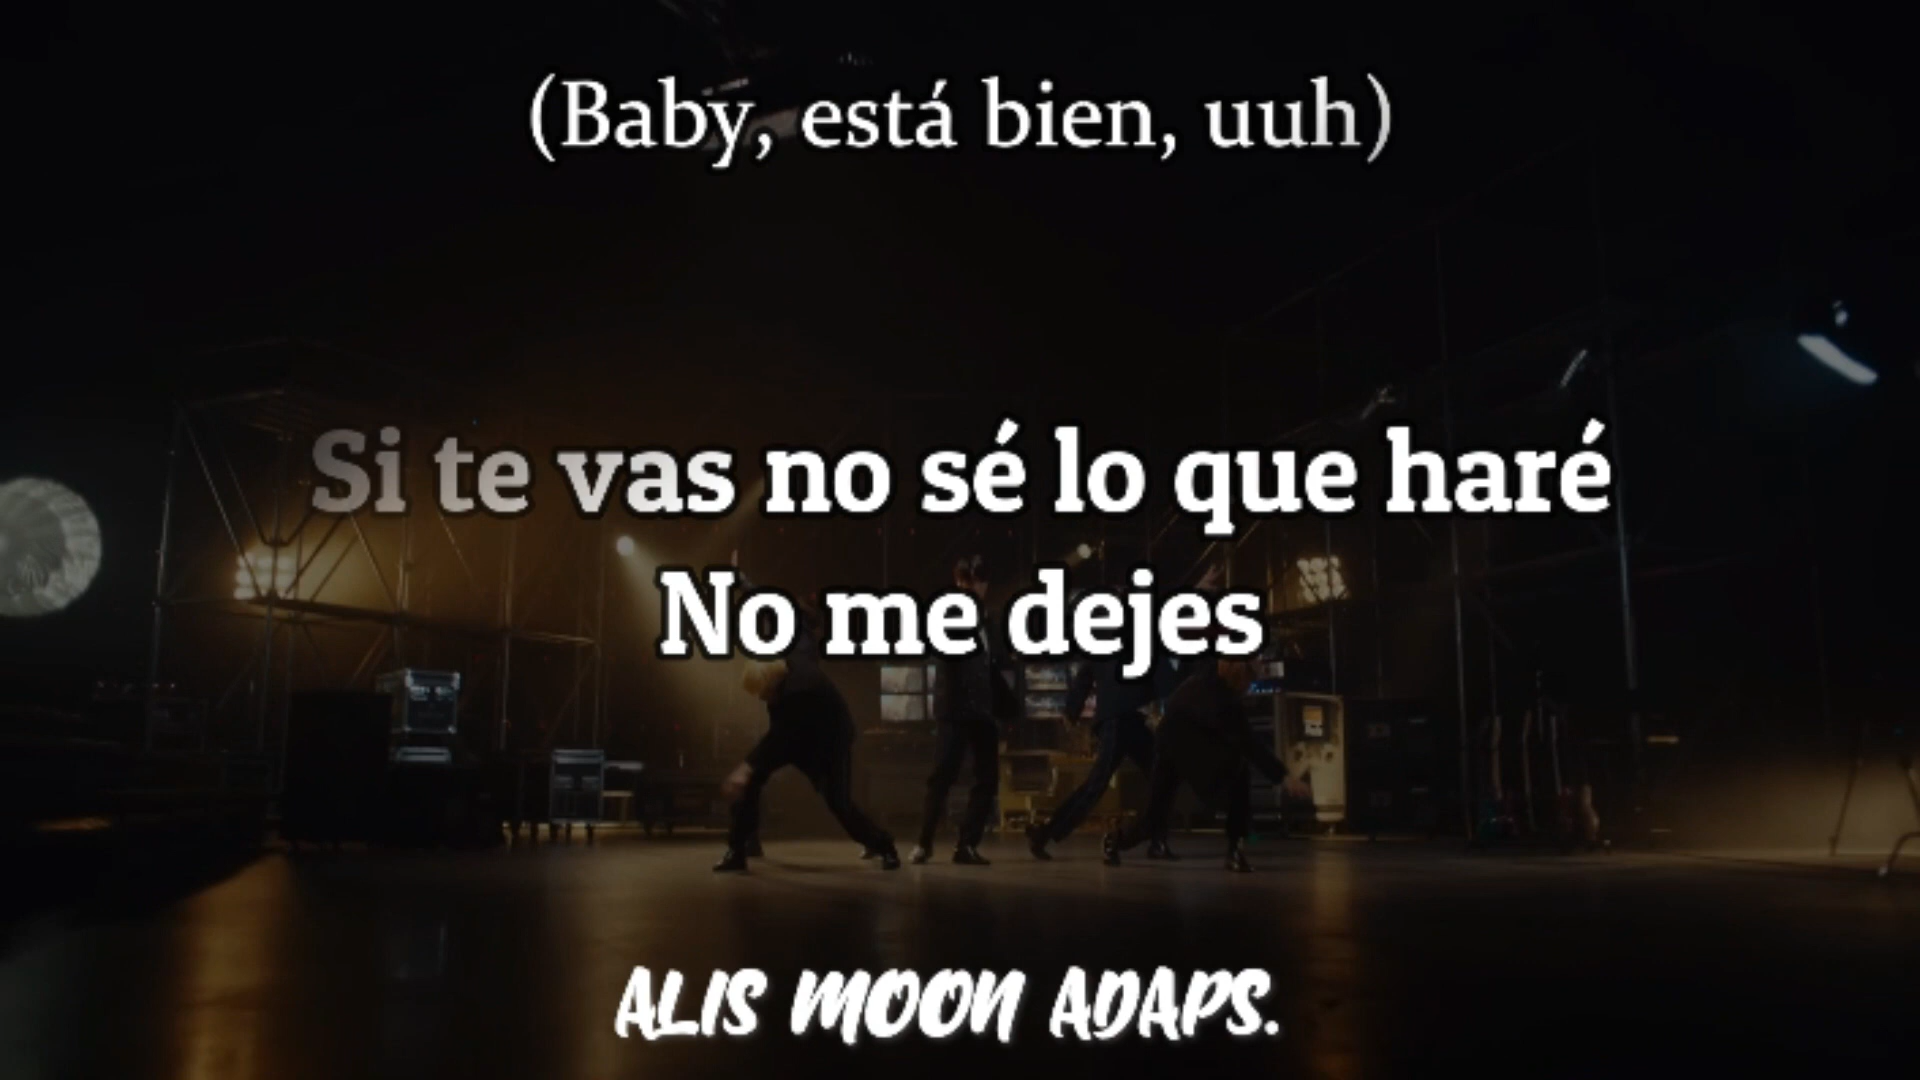 (Baby, está bien, uuh)
Si te vas no sé lo que haré
No me dejes
ALIS MOON ADAPS.